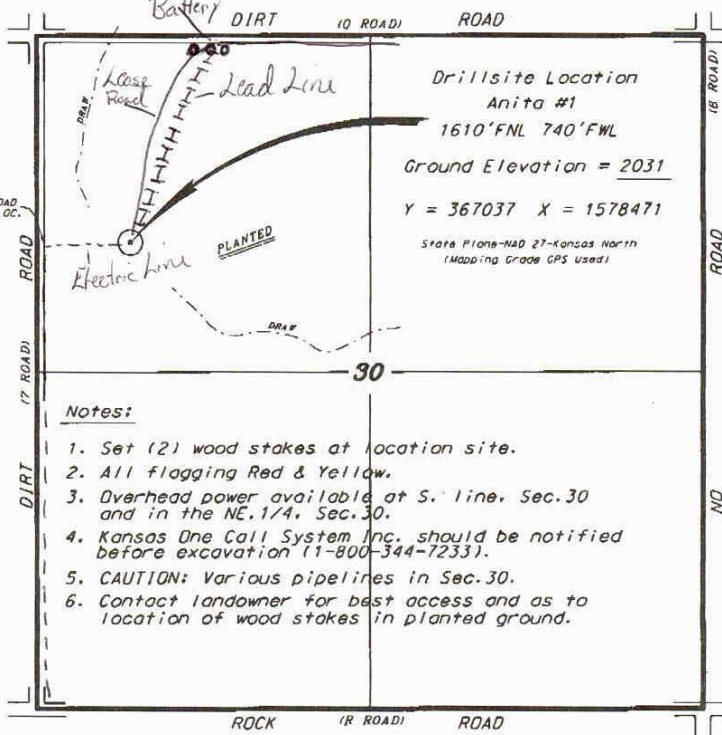 Battery
DIRT (Q ROAD) ROAD
Lease
Road
Lead Line
DRAW
Drillsite Location
Anita #1
1610'FNL 740'FWL
Ground Elevation = 2031
Y = 367037 X = 1578471
State Plane-NAD 27-Kansas North
(Mapping Grade GPS Used)
(8 ROAD)
ROAD
NO
OAD
OC.
ROAD
(7 ROAD)
DIRT
PLANTED
Electric Line
DRAW
30
Notes:
1. Set (2) wood stakes at location site.
2. All flagging Red & Yellow.
3. Overhead power available at S. line, Sec.30
and in the NE.1/4, Sec.30.
4. Kansas One Call System Inc. should be notified
before excavation (1-800-344-7233).
5. CAUTION: Various pipelines in Sec.30.
6. Contact landowner for best access and as to
location of wood stakes in planted ground.
ROCK (R ROAD) ROAD